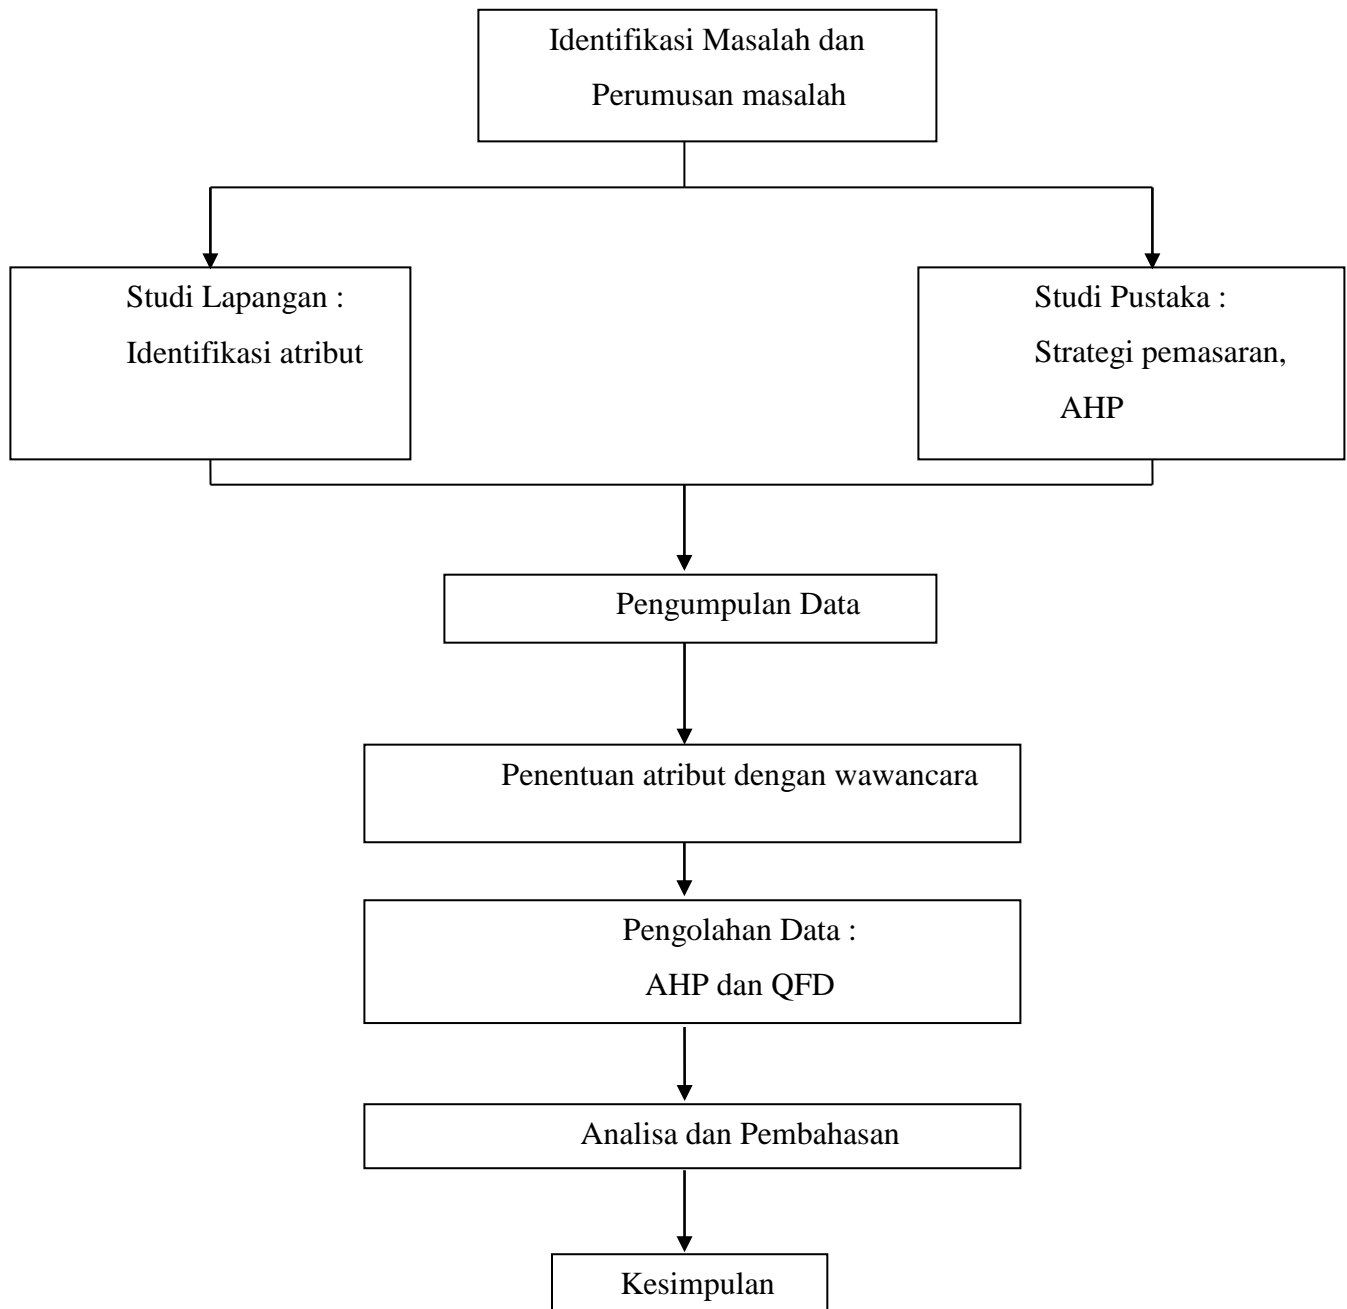 Identifikasi Masalah dan
Perumusan masalah
Studi Lapangan :
Identifikasi atribut
Studi Pustaka :
Strategi pemasaran,
AHP
Pengumpulan Data
Penentuan atribut dengan wawancara
Pengolahan Data :
AHP dan QFD
Analisa dan Pembahasan
Kesimpulan